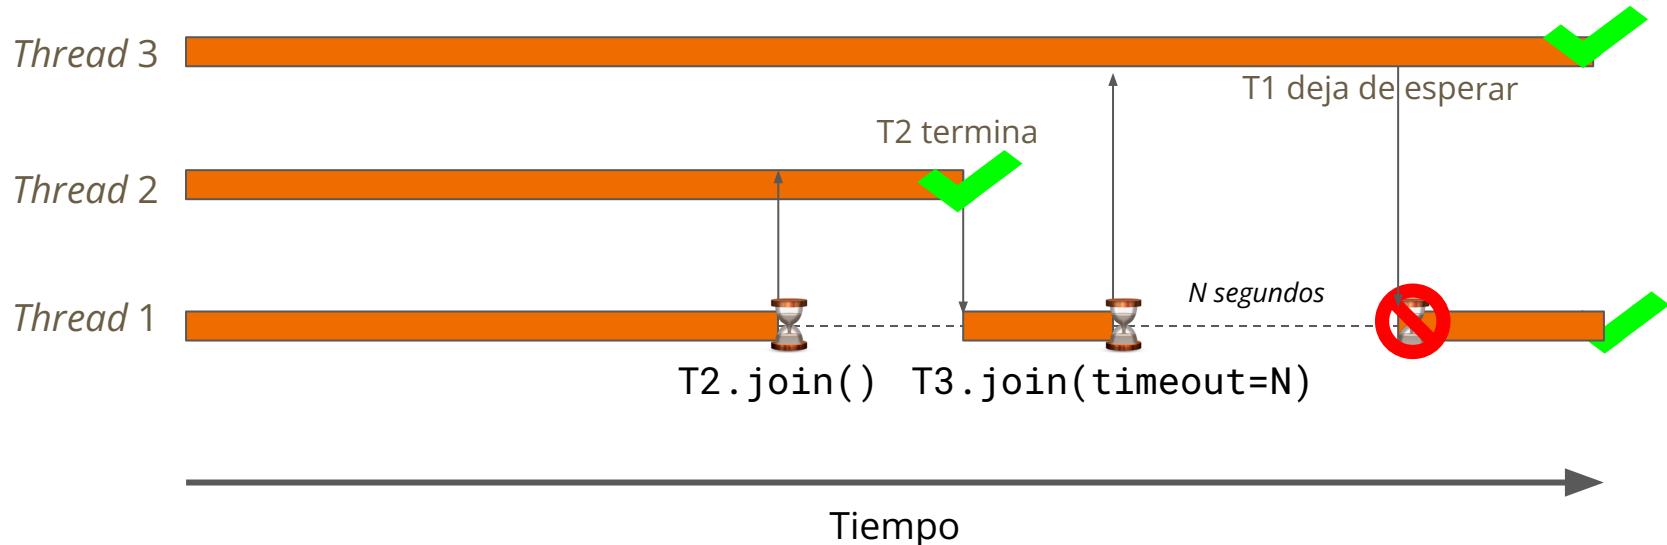 Thread 3
T1 deja de esperar
T2 termina
Thread 2
N segundos
Thread 1
T2.join() T3.join(timeout=N)
Tiempo